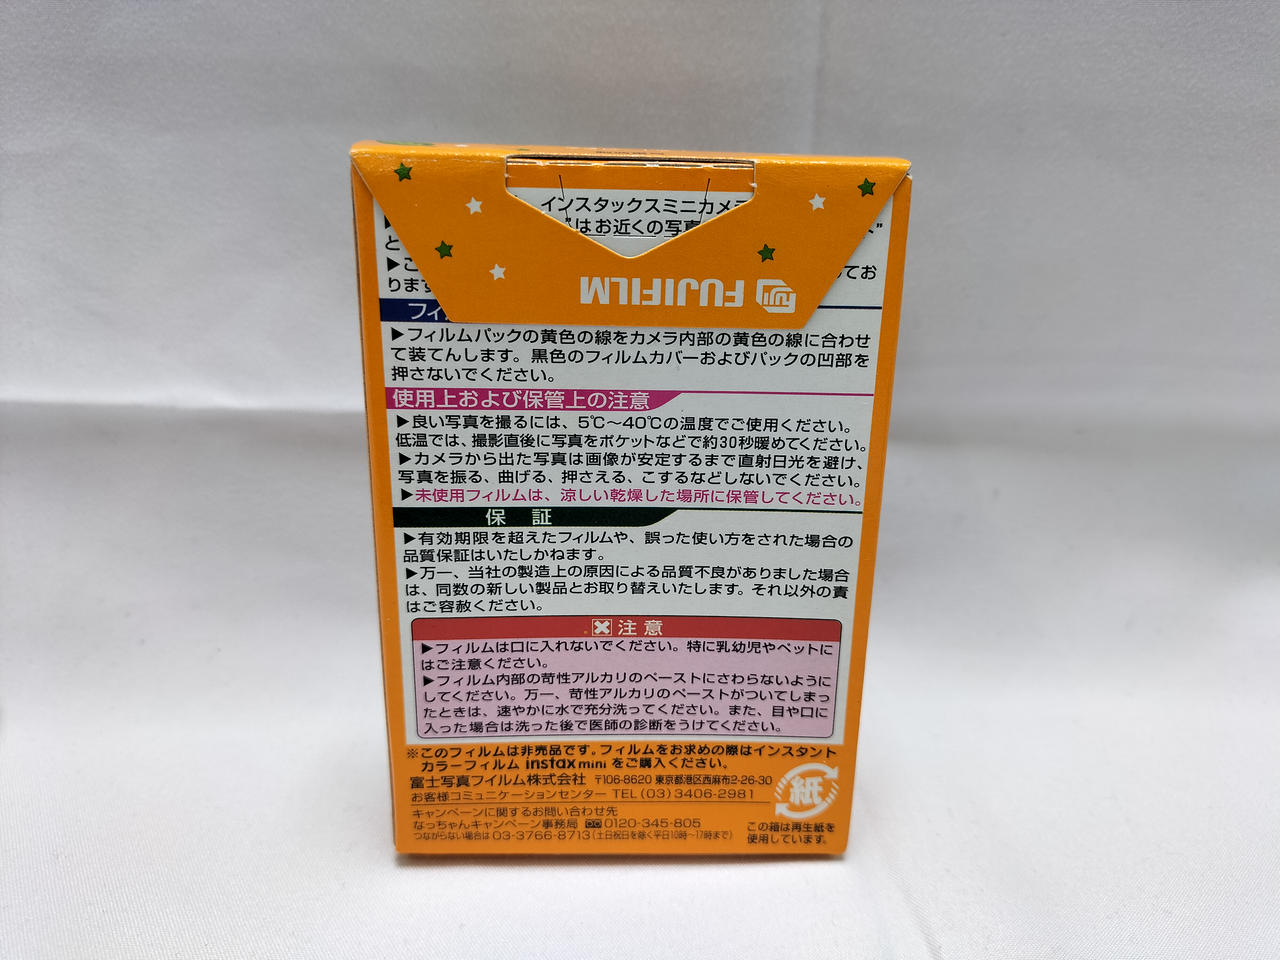 インスタックスミニカメラ
はお近くの写真
と
▶こ
てお
ります
FUJIFILM
フィ
▶フィルムパックの黄色の線をカメラ内部の黄色の線に合わせ
て装てんします。黒色のフィルムカバーおよびパックの凹部を
押さないでください。
使用上および保管上の注意
▶良い写真を撮るには、5℃〜40℃の温度でご使用ください。
低温では、撮影直後に写真をポケットなどで約30秒暖めてください。
▶カメラから出た写真は画像が安定するまで直射日光を避け、
写真を振る、曲げる、押さえる、こするなどしないでください。
▶未使用フィルムは、涼しい乾燥した場所に保管してください。
保 証
▶有効期限を超えたフィルムや、誤った使い方をされた場合の
品質保証はいたしかねます。
▶万一、当社の製造上の原因による品質不良がありました場合
は、同数の新しい製品とお取り替えいたします。それ以外の責
はご容赦ください。
注意
▶フィルムは口に入れないでください。特に乳幼児やペットに
はご注意ください。
▶フィルム内部の苛性アルカリのペーストにさわらないように
してください。万一、苛性アルカリのペーストがついてしまっ
たときは、速やかに水で充分洗ってください。また、目や口に
入った場合は洗った後で医師の診断をうけてください。
※このフィルムは非売品です。フィルムをお求めの際はインスタント
カラーフィルム instax mini をご購入ください。
富士写真フイルム株式会社 〒106-8620 東京都港区西麻布2-26-30
お客様コミュニケーションセンター TEL(03)3406-2981
キャンペーンに関するお問い合わせ先
なっちゃんキャンペーン事務局 0120-345-805
つながらない場合は 03-3766-8713(土日祝日を除く平日10時〜17時まで)
紙
この箱は再生紙を
使用しています。